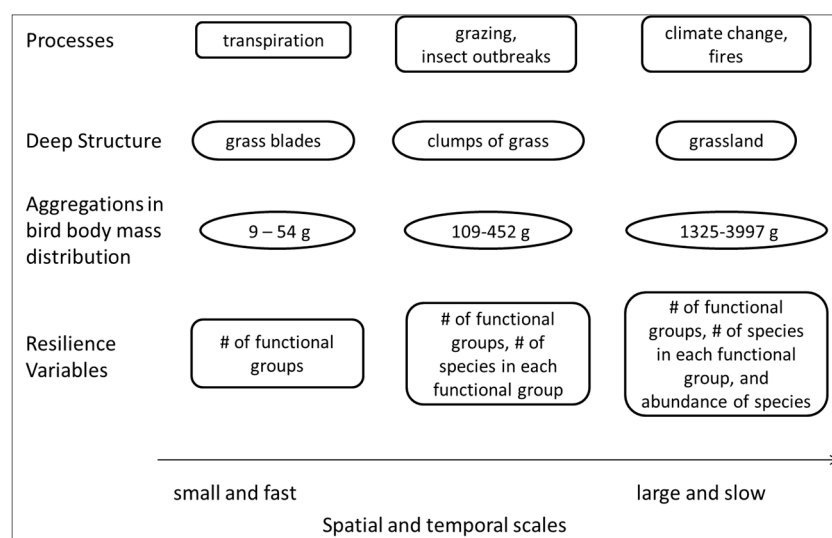 Processes
transpiration
grazing,
insect outbreaks
climate change,
fires
Deep Structure
grass blades
clumps of grass
grassland
Aggregations in
bird body mass
distribution
9 – 54 g
109-452 g
1325-3997 g
Resilience
Variables
# of functional
groups
# of functional
groups, # of
species in each
functional group
# of functional
groups, # of species
in each functional
group, and
abundance of species
small and fast
large and slow
Spatial and temporal scales